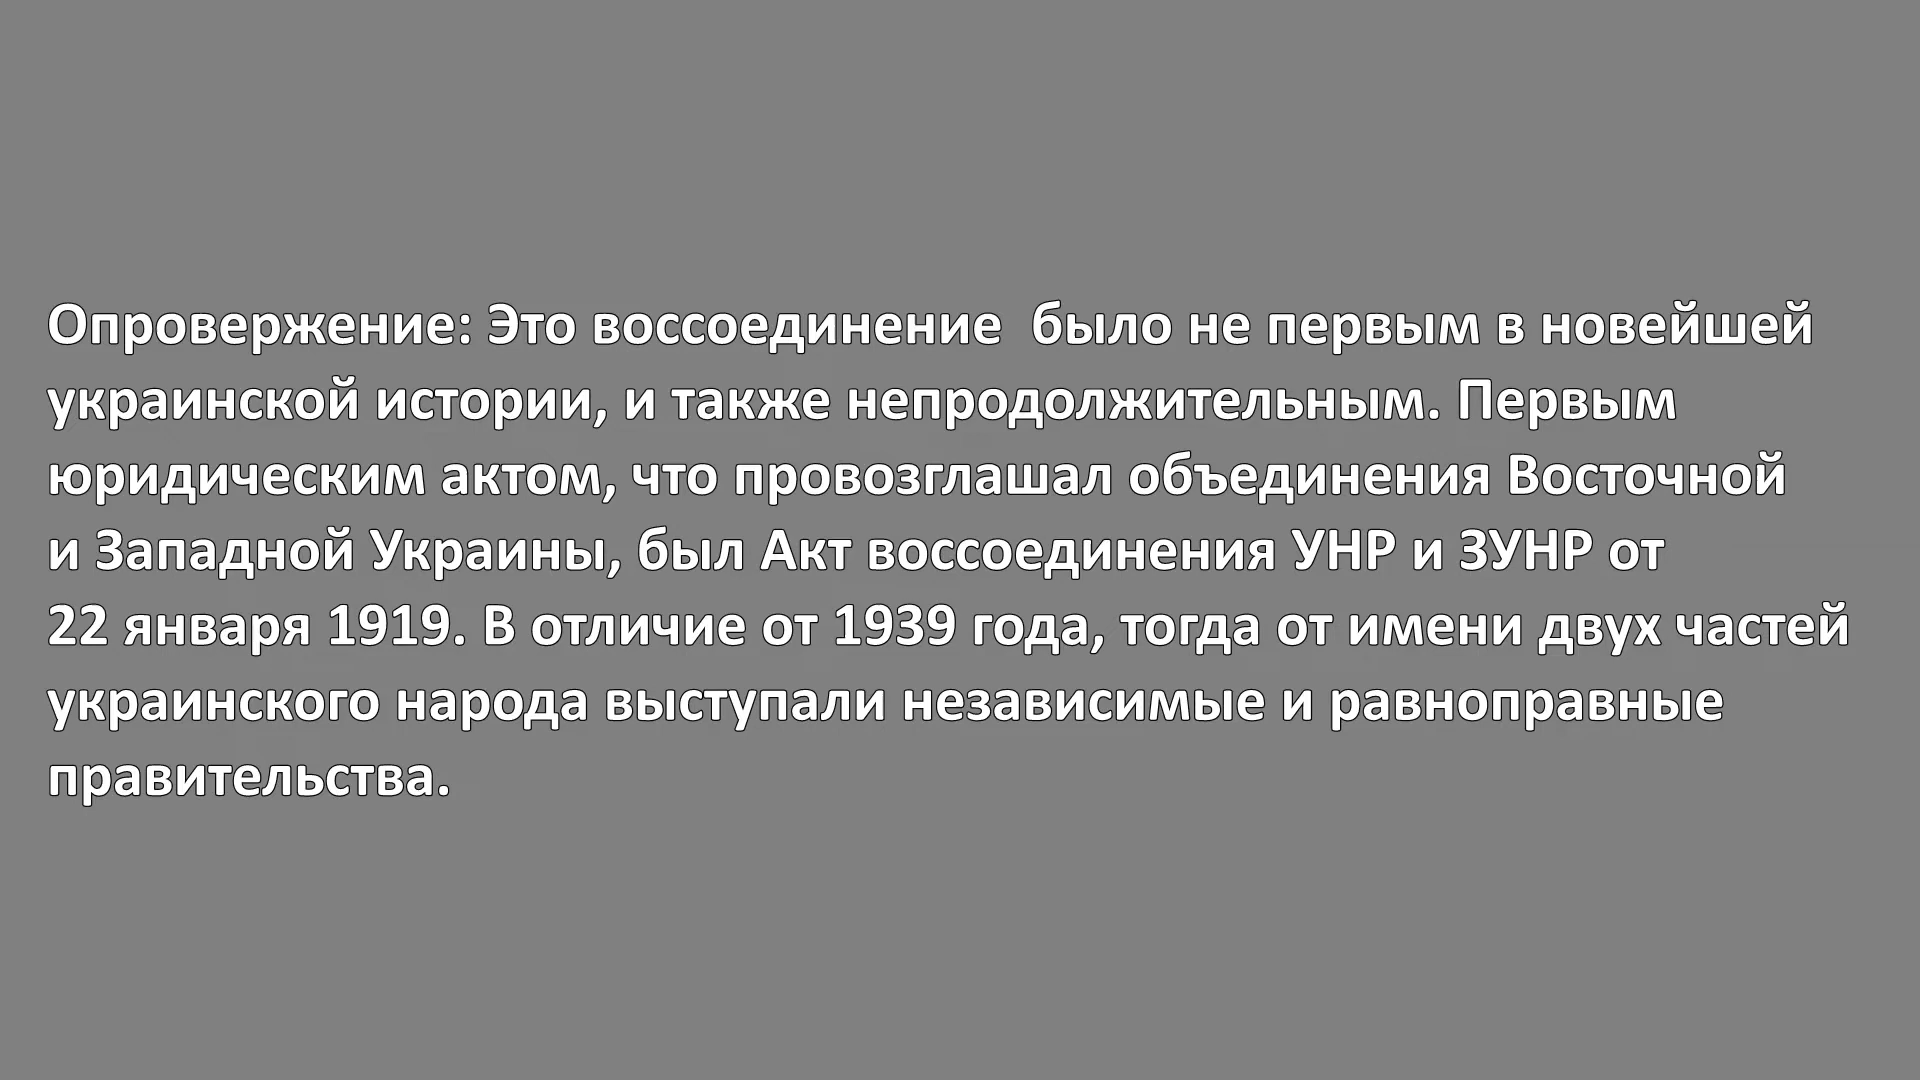 Опровержение: Это воссоединение  было не первым в новейшей
украинской истории, и также непродолжительным. Первым
юридическим актом, что провозглашал объединения Восточной
и Западной Украины, был Акт воссоединения УНР и ЗУНР от
22 января 1919. В отличие от 1939 года, тогда от имени двух частей
украинского народа выступали независимые и равноправные
правительства.